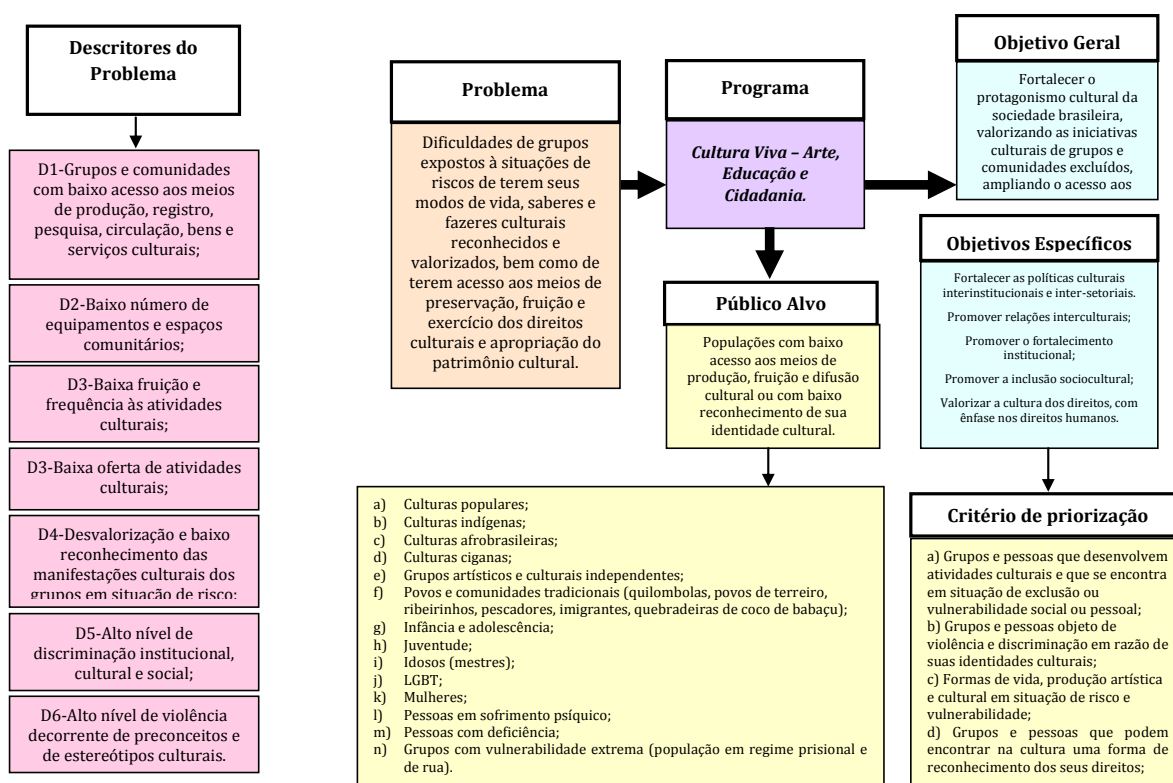 Descritores do
Problema
D1-Grupos e comunidades
com baixo acesso aos meios
de produção, registro,
pesquisa, circulação, bens e
serviços culturais;
D2-Baixo número de
equipamentos e espaços
comunitários;
D3-Baixa fruição e
frequência às atividades
culturais;
D3-Baixa oferta de atividades
culturais;
D4-Desvalorização e baixo
reconhecimento das
manifestações culturais dos
grupos em situação de risco;
D5-Alto nível de
discriminação institucional,
cultural e social;
D6-Alto nível de violência
decorrente de preconceitos e
de estereótipos culturais.
Problema
Dificuldades de grupos
expostos à situações de
riscos de terem seus
modos de vida, saberes e
fazeres culturais
reconhecidos e
valorizados, bem como de
terem acesso aos meios de
preservação, fruição e
exercício dos direitos
culturais e apropriação do
patrimônio cultural.
Programa
Cultura Viva – Arte,
Educação e
Cidadania.
Público Alvo
Populações com baixo
acesso aos meios de
produção, fruição e difusão
cultural ou com baixo
reconhecimento de sua
identidade cultural.
a) Culturas populares;
b) Culturas indígenas;
c) Culturas afrobrasileiras;
d) Culturas ciganas;
e) Grupos artísticos e culturais independentes;
f) Povos e comunidades tradicionais (quilombolas, povos de terreiro,
ribeirinhos, pescadores, imigrantes, quebradeiras de coco de babaçu);
g) Infância e adolescência;
h) Juventude;
i) Idosos (mestres);
j) LGBT;
k) Mulheres;
l) Pessoas em sofrimento psíquico;
m) Pessoas com deficiência;
n) Grupos com vulnerabilidade extrema (população em regime prisional e
de rua).
Objetivo Geral
Fortalecer o
protagonismo cultural da
sociedade brasileira,
valorizando as iniciativas
culturais de grupos e
comunidades excluídos,
ampliando o acesso aos
Objetivos Específicos
Fortalecer as políticas culturais
interinstitucionais e inter-setoriais.
Promover relações interculturais;
Promover o fortalecimento
institucional;
Promover a inclusão sociocultural;
Valorizar a cultura dos direitos, com
ênfase nos direitos humanos.
Critério de priorização
a) Grupos e pessoas que desenvolvem
atividades culturais e que se encontra
em situação de exclusão ou
vulnerabilidade social ou pessoal;
b) Grupos e pessoas objeto de
violência e discriminação em razão de
suas identidades culturais;
c) Formas de vida, produção artística
e cultural em situação de risco e
vulnerabilidade;
d) Grupos e pessoas que podem
encontrar na cultura uma forma de
reconhecimento dos seus direitos;